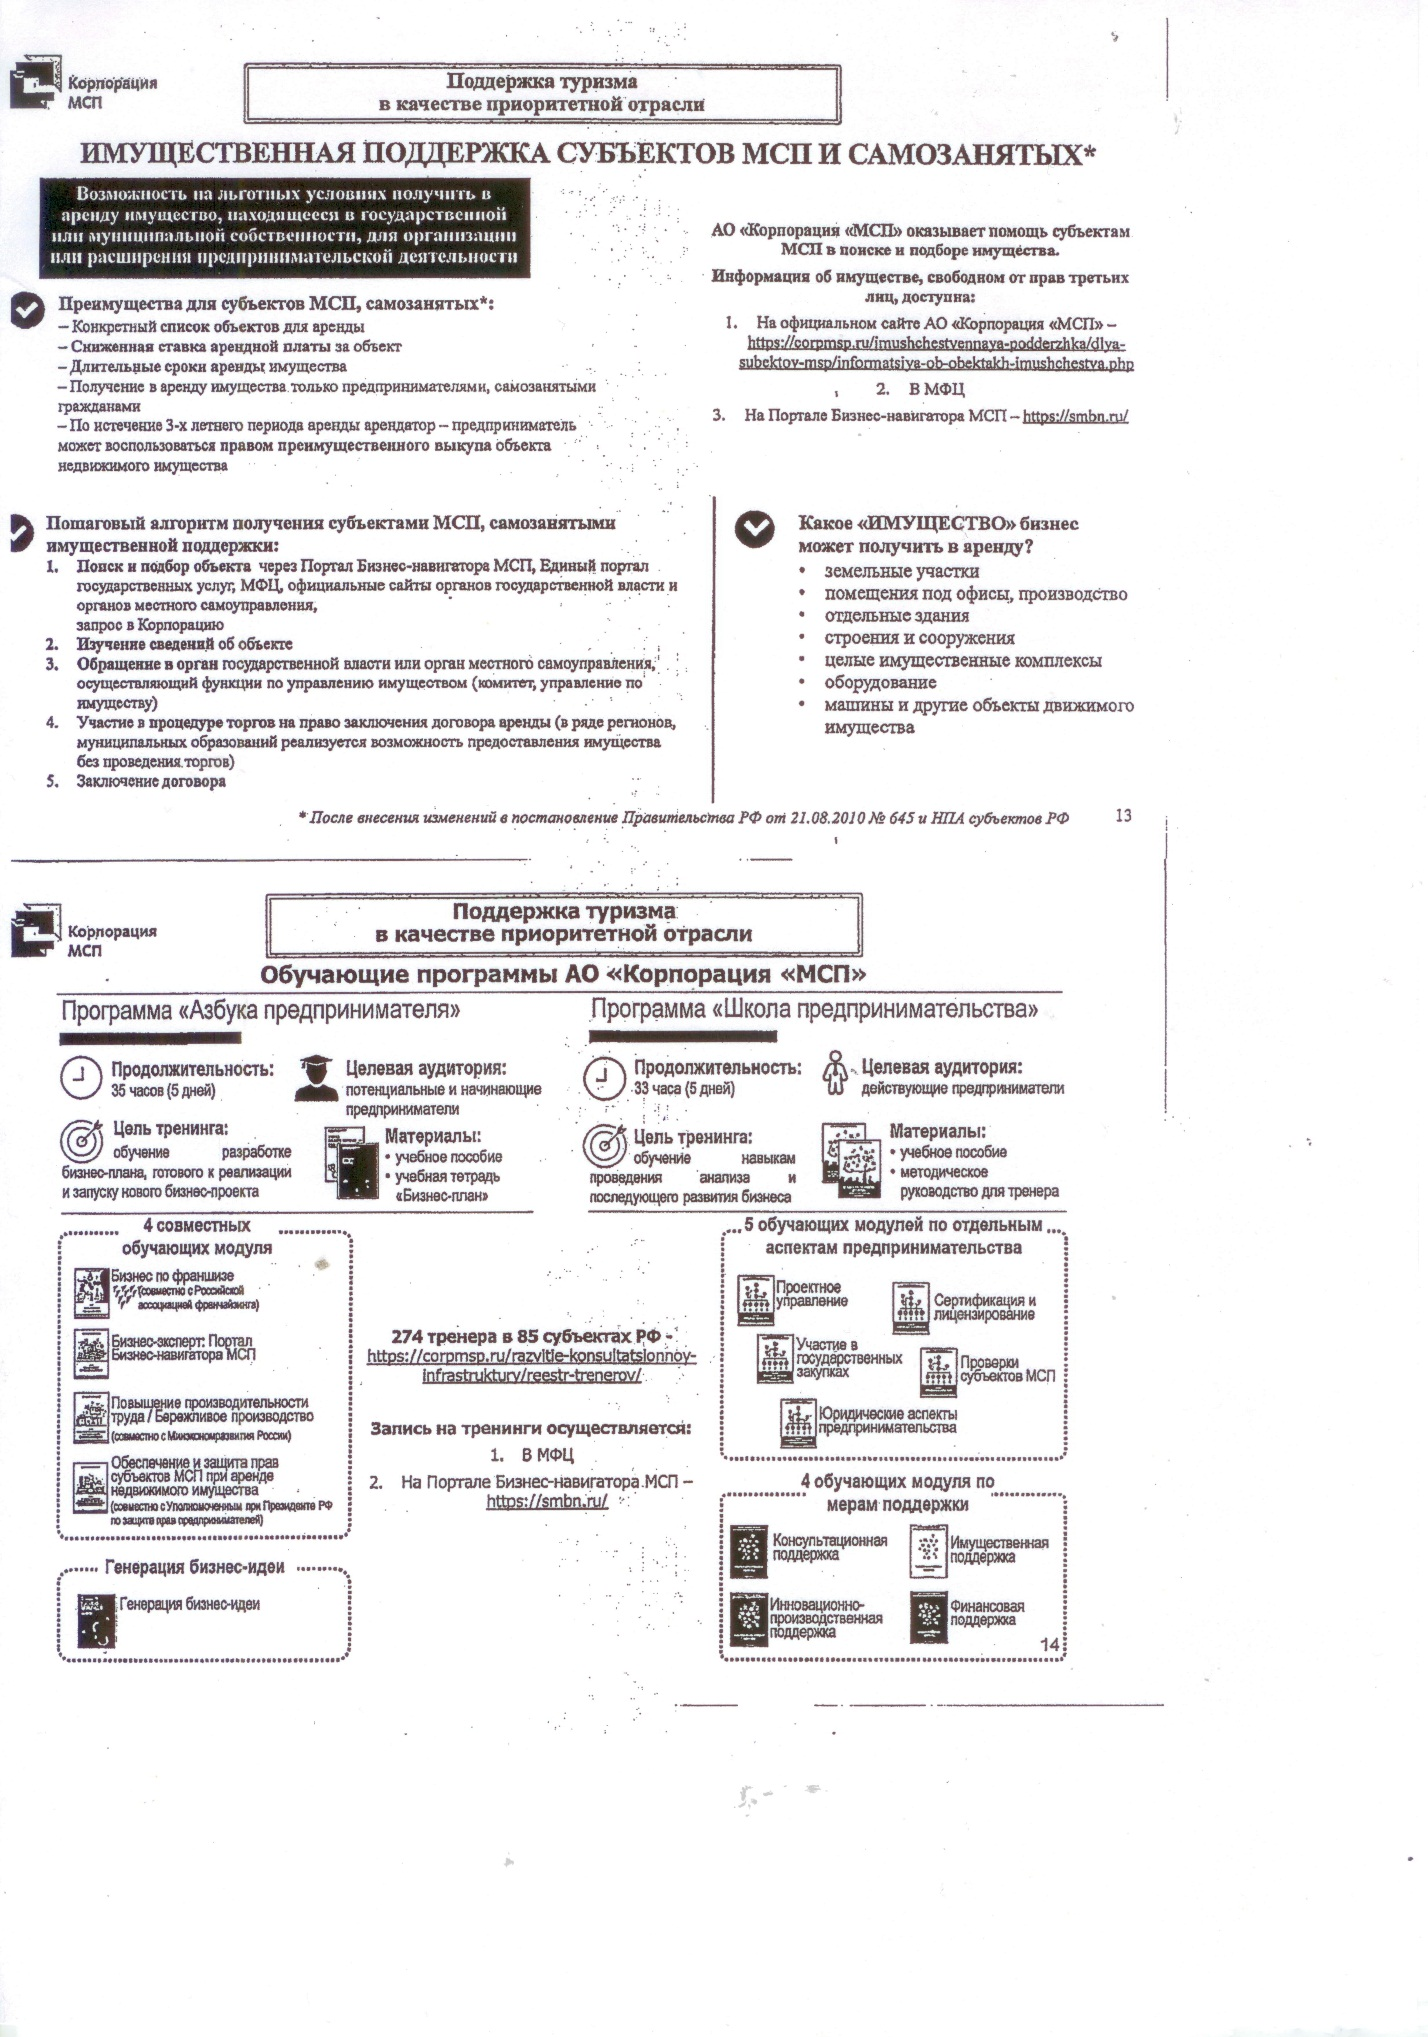 Корпорация
МСП
Поддержка туризма
в качестве приоритетной отрасли
ИМУЩЕСТВЕННАЯ ПОДДЕРЖКА СУБЪЕКТОВ МСП И САМОЗАНЯТЫХ*
Возможность на льготных условиях получить в
аренду имущество, находящееся в государственной
или муниципальной собственности, для организации
или расширения предпринимательской деятельности
Преимущества для субъектов МСП, самозанятых*:
– Конкретный список объектов для аренды
– Сниженная ставка арендной платы за объект
– Длительные сроки аренды имущества
– Получение в аренду имущества только предпринимателями, самозанятыми
гражданами
– По истечение 3-х летнего периода аренды арендатор – предприниматель
может воспользоваться правом преимущественного выкупа объекта
недвижимого имущества
АО «Корпорация «МСП» оказывает помощь субъектам
МСП в поиске и подборе имущества.
Информация об имуществе, свободном от прав третьих
лиц, доступна:
1. На официальном сайте АО «Корпорация «МСП» –
https://corpmsp.ru/imushchestvennaya-podderzhka/dlya-
subektov-msp/informatsiya-ob-obektakh-imushchestva.php
2. В МФЦ
3. На Портале Бизнес-навигатора МСП – https://smbn.ru/
Пошаговый алгоритм получения субъектами МСП, самозанятыми
имущественной поддержки:
1. Поиск и подбор объекта через Портал Бизнес-навигатора МСП, Единый портал
государственных услуг, МФЦ, официальные сайты органов государственной власти и
органов местного самоуправления,
запрос в Корпорацию
2. Изучение сведений об объекте
3. Обращение в орган государственной власти или орган местного самоуправления,
осуществляющий функции по управлению имуществом (комитет, управление по
имуществу)
4. Участие в процедуре торгов на право заключения договора аренды (в ряде регионов,
муниципальных образований реализуется возможность предоставления имущества
без проведения торгов)
5. Заключение договора
Какое «ИМУЩЕСТВО» бизнес
может получить в аренду?
• земельные участки
• помещения под офисы, производство
• отдельные здания
• строения и сооружения
• целые имущественные комплексы
• оборудование
• машины и другие объекты движимого
имущества
* После внесения изменений в постановление Правительства РФ от 21.08.2010 № 645 и НПА субъектов РФ
13
Корпорация
МСП
Поддержка туризма
в качестве приоритетной отрасли
Обучающие программы АО «Корпорация «МСП»
Программа «Азбука предпринимателя»
Продолжительность:
35 часов (5 дней)
Целевая аудитория:
потенциальные и начинающие
предприниматели
Цель тренинга:
обучение разработке
бизнес-плана, готового к реализации
и запуску нового бизнес-проекта
Материалы:
• учебное пособие
• учебная тетрадь
«Бизнес-план»
Программа «Школа предпринимательства»
Продолжительность:
33 часа (5 дней)
Целевая аудитория:
действующие предприниматели
Цель тренинга:
обучение навыкам
проведения анализа и
последующего развития бизнеса
Материалы:
• учебное пособие
• методическое
руководство для тренера
4 совместных
обучающих модуля
Бизнес по франшизе
(совместно с Российской
ассоциацией франчайзинга)
Бизнес-эксперт: Портал
Бизнес-навигатора МСП
Повышение производительности
труда / Бережливое производство
(совместно с Минэкономразвития России)
Обеспечение и защита прав
субъектов МСП при аренде
недвижимого имущества
(совместно с Уполномоченным при Президенте РФ
по защите прав предпринимателей)
Генерация бизнес-идеи
Генерация бизнес-идеи
274 тренера в 85 субъектах РФ -
https://corpmsp.ru/razvitie-konsultatsionnoy-
infrastruktury/reestr-trenerov/
Запись на тренинги осуществляется:
1. В МФЦ
2. На Портале Бизнес-навигатора МСП –
https://smbn.ru/
5 обучающих модулей по отдельным
аспектам предпринимательства
Проектное
управление
Сертификация и
лицензирование
Участие в
государственных
закупках
Проверки
субъектов МСП
Юридические аспекты
предпринимательства
4 обучающих модуля по
мерам поддержки
Консультационная
поддержка
Имущественная
поддержка
Инновационно-
производственная
поддержка
Финансовая
поддержка
14